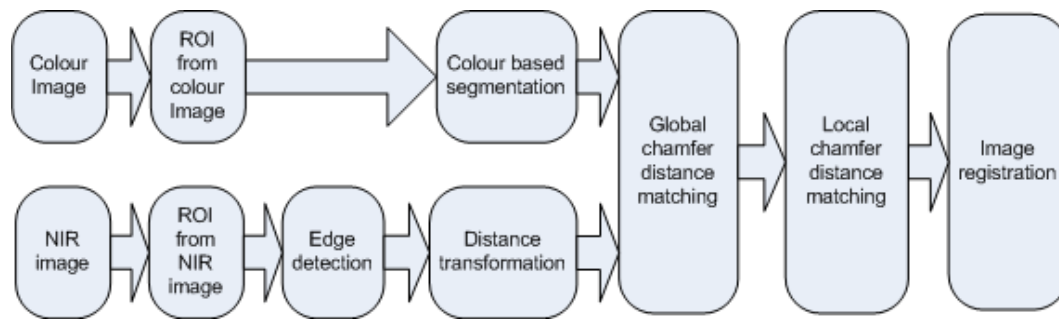 Colour
Image
ROI
from
colour
Image
Colour based
segmentation
Global
chamfer
distance
matching
Local
chamfer
distance
matching
Image
registration
NIR
image
ROI
from
NIR
image
Edge
detection
Distance
transformation